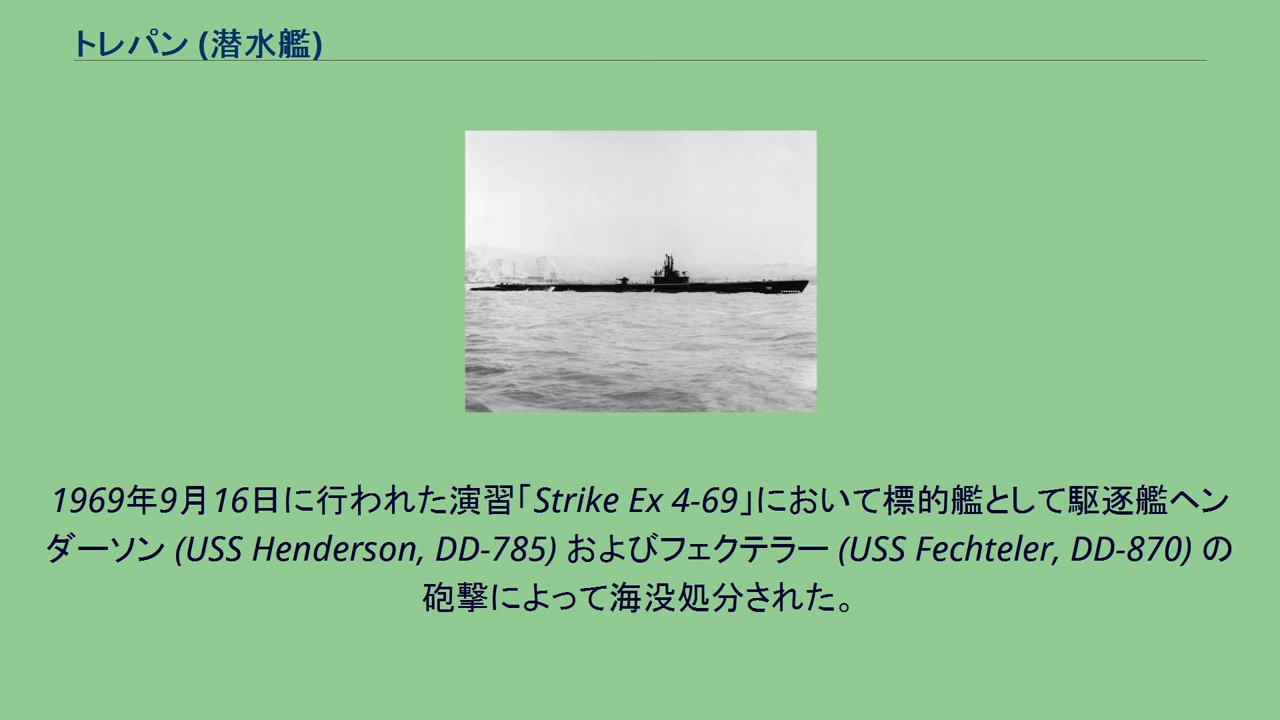 トレパン (潜水艦)
1969年9月16日に行われた演習「Strike Ex 4-69」において標的艦として駆逐艦ヘン
ダーソン (USS Henderson, DD-785) およびフェクテラー (USS Fechteler, DD-870) の
砲撃によって海没処分された。